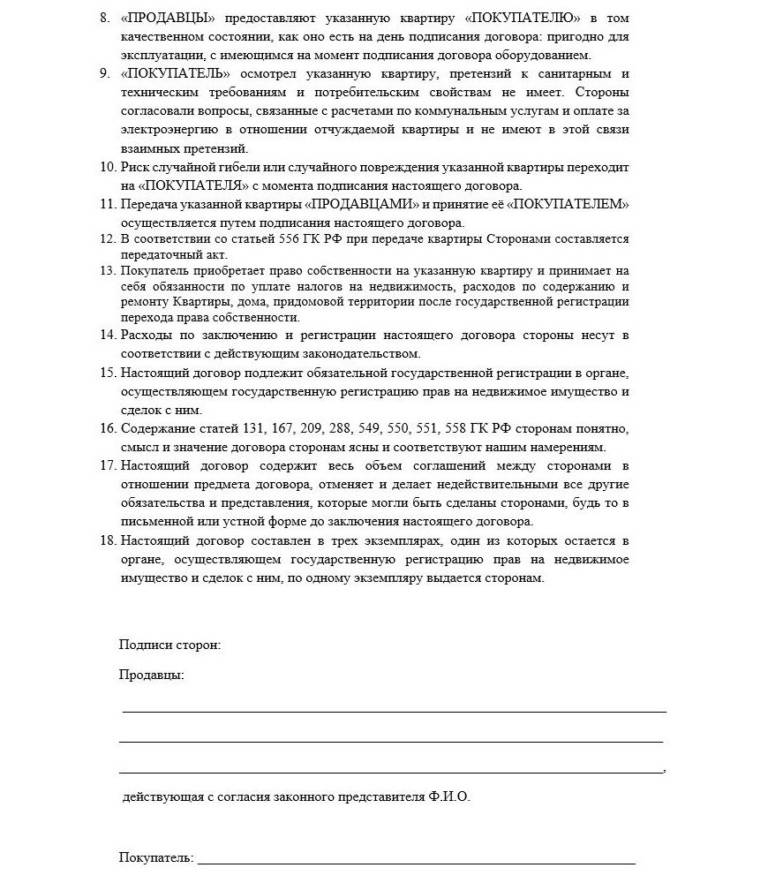 8. «ПРОДАВЦЫ» предоставляют указанную квартиру «ПОКУПАТЕЛЮ» в том
качественном состоянии, как оно есть на день подписания договора: пригодно для
эксплуатации, с имеющимся на момент подписания договора оборудованием.
9. «ПОКУПАТЕЛЬ» осмотрел указанную квартиру, претензий к санитарным и
техническим требованиям и потребительским свойствам не имеет. Стороны
согласовали вопросы, связанные с расчетами по коммунальным услугам и оплате за
электроэнергию в отношении отчуждаемой квартиры и не имеют в этой связи
взаимных претензий.
10. Риск случайной гибели или случайного повреждения указанной квартиры переходит
на «ПОКУПАТЕЛЯ» с момента подписания настоящего договора.
11. Передача указанной квартиры «ПРОДАВЦАМИ» и принятие её «ПОКУПАТЕЛЕМ»
осуществляется путем подписания настоящего договора.
12. В соответствии со статьей 556 ГК РФ при передаче квартиры Сторонами составляется
передаточный акт.
13. Покупатель приобретает право собственности на указанную квартиру и принимает на
себя обязанности по уплате налогов на недвижимость, расходов по содержанию и
ремонту Квартиры, дома, придомовой территории после государственной регистрации
перехода права собственности.
14. Расходы по заключению и регистрации настоящего договора стороны несут в
соответствии с действующим законодательством.
15. Настоящий договор подлежит обязательной государственной регистрации в органе,
осуществляющем государственную регистрацию прав на недвижимое имущество и
сделок с ним.
16. Содержание статей 131, 167, 209, 288, 549, 550, 551, 558 ГК РФ сторонам понятно,
смысл и значение договора сторонам ясны и соответствуют нашим намерениям.
17. Настоящий договор содержит весь объем соглашений между сторонами в
отношении предмета договора, отменяет и делает недействительными все другие
обязательства и представления, которые могли быть сделаны сторонами, будь то в
письменной или устной форме до заключения настоящего договора.
18. Настоящий договор составлен в трех экземплярах, один из которых остается в
органе, осуществляющем государственную регистрацию прав на недвижимое
имущество и сделок с ним, по одному экземпляру выдается сторонам.
Подписи сторон:
Продавцы:
,
действующая с согласия законного представителя Ф.И.О.
Покупатель: